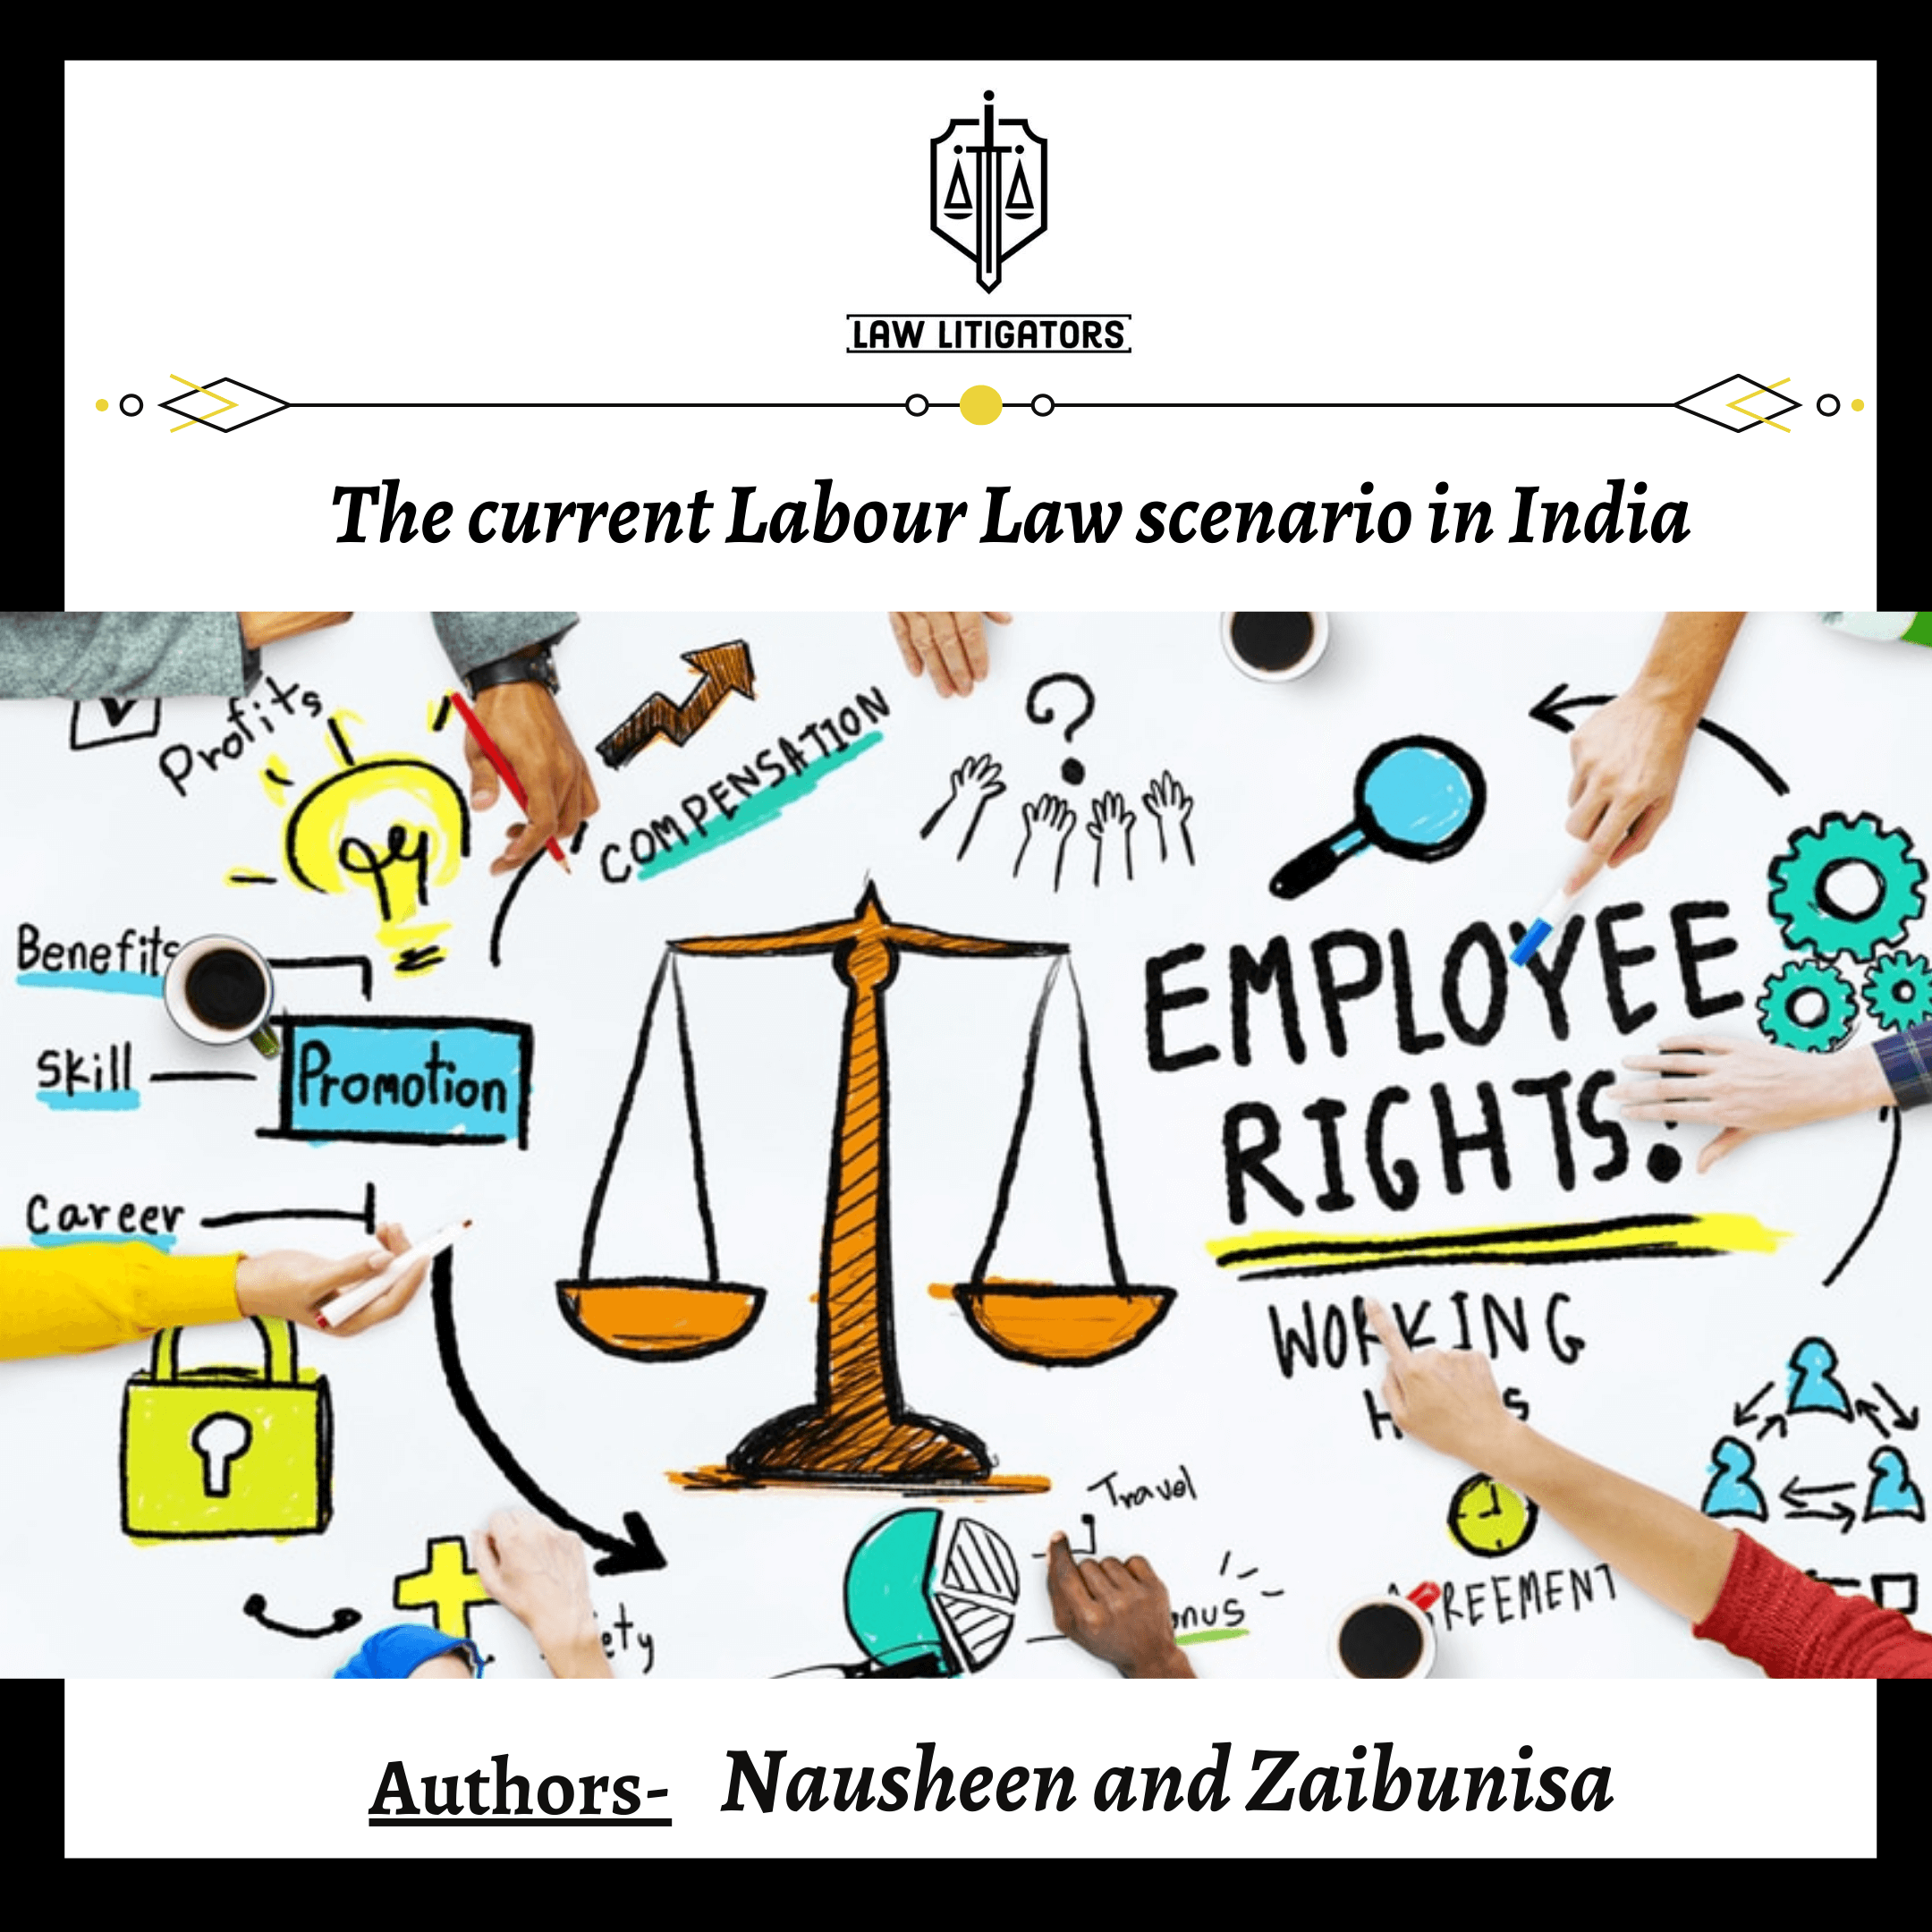 LAW LITIGATORS
The current Labour Law scenario in India
Profits
COMPENSATION
Benefits
Skill
Promotion
Career
EMPLOYEE
RIGHTS!
WORKING
Travel
Authors- Nausheen and Zaibunisa